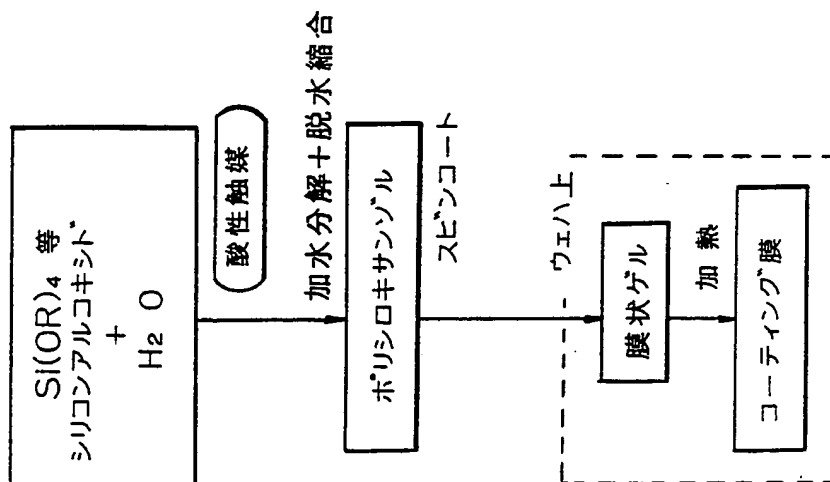 Si(OR)4 等
シリコンアルコキシド
+
H2 O
酸性触媒
加水分解+脱水縮合
ポリシロキサンゾル
スピンコート
ウェハ上
膜状ゲル
加熱
コーティング膜